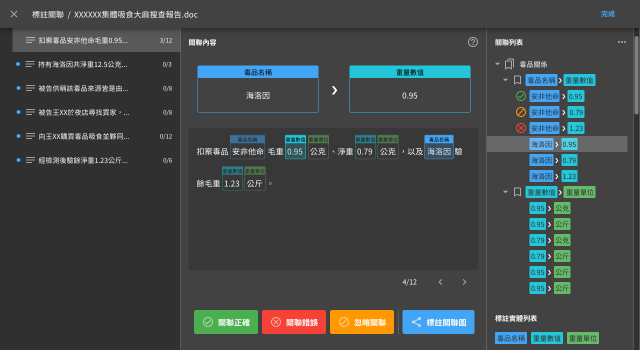 標註關聯 / XXXXXX集體吸食大麻搜查報告.doc
完成
扣案毒品安非他命毛重0.95...
3/12
持有海洛因共淨重12.5公克...
0/3
被告供稱該毒品來源皆是由...
0/8
被告王XX於夜店尋找買家，...
0/8
向王XX購買毒品吸食並夥同...
0/12
經檢測後驗餘淨重1.23公斤...
0/6
關聯內容
毒品名稱
海洛因
重量數值
0.95
毒品名稱 重量數值 重量單位 重量數值 重量單位 毒品名稱
扣案毒品 安非他命 毛重 0.95 公克 、淨重 0.79 公克 ，以及 海洛因 驗
重量數值 重量單位
餘毛重 1.23 公斤 。
4/12
關聯正確
關聯錯誤
忽略關聯
標註關聯圖
關聯列表
毒品關係
毒品名稱 重量數值
安非他命 0.95
安非他命 0.79
安非他命 1.23
海洛因 0.95
海洛因 0.79
海洛因 1.23
重量數值 重量單位
0.95 公克
0.95 公斤
0.79 公克
0.79 公斤
0.95 公斤
0.95 公斤
標註實體列表
毒品名稱 重量數值 重量單位